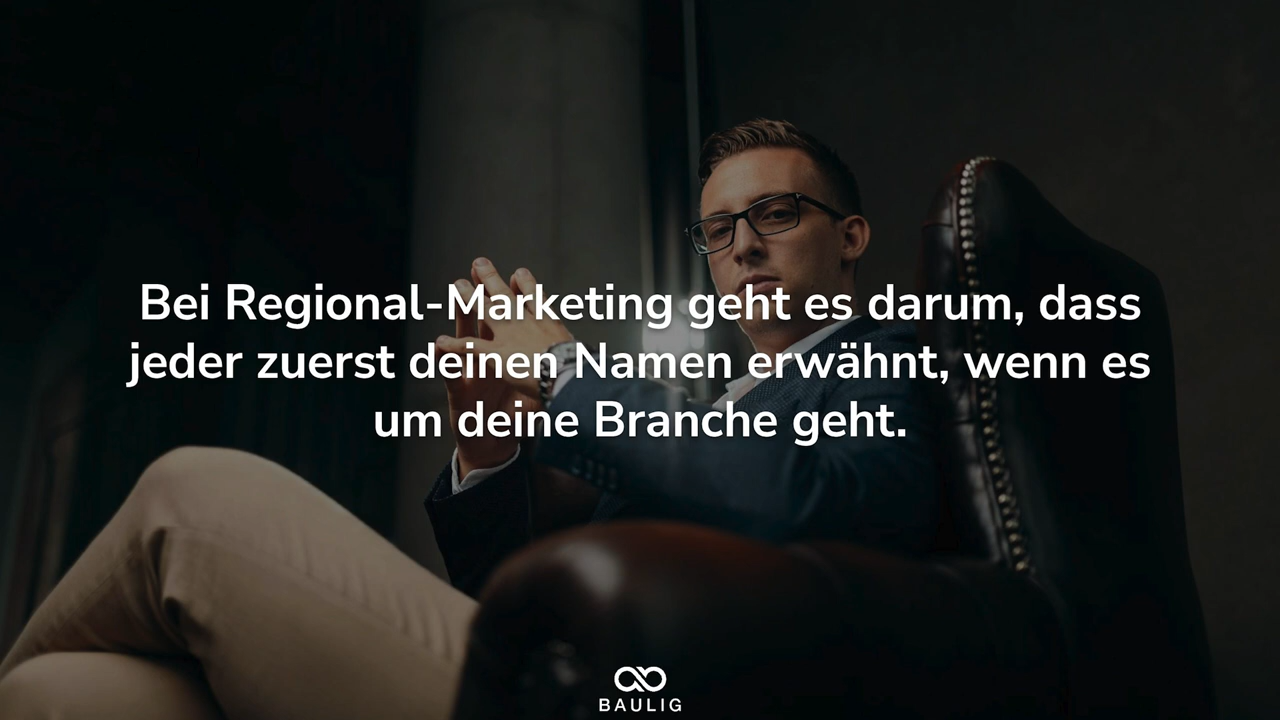 Bei Regional-Marketing geht es darum, dass
jeder zuerst deinen Namen erwähnt, wenn es
um deine Branche geht.
BAULIG